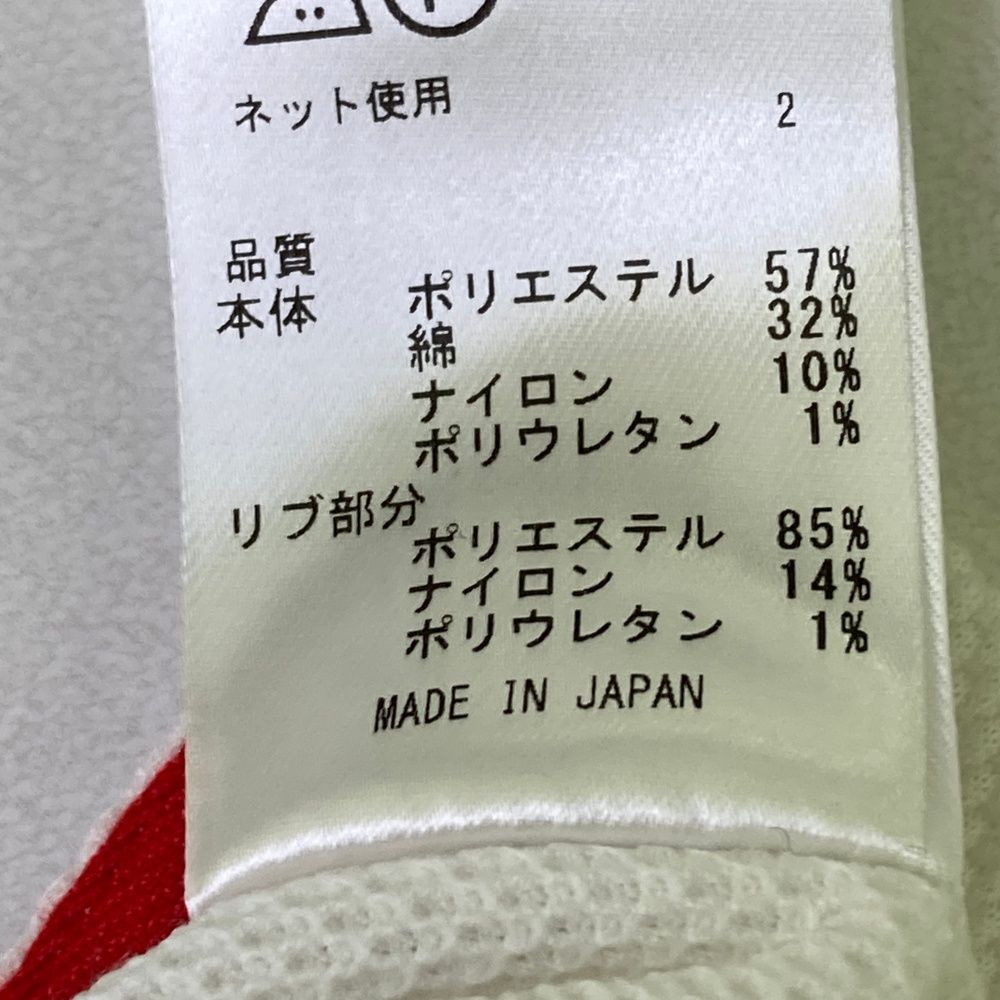 ネット使用 2
品質
本体 ポリエステル 57%
綿 32%
ナイロン 10%
ポリウレタン 1%
リブ部分
ポリエステル 85%
ナイロン 14%
ポリウレタン 1%
MADE IN JAPAN